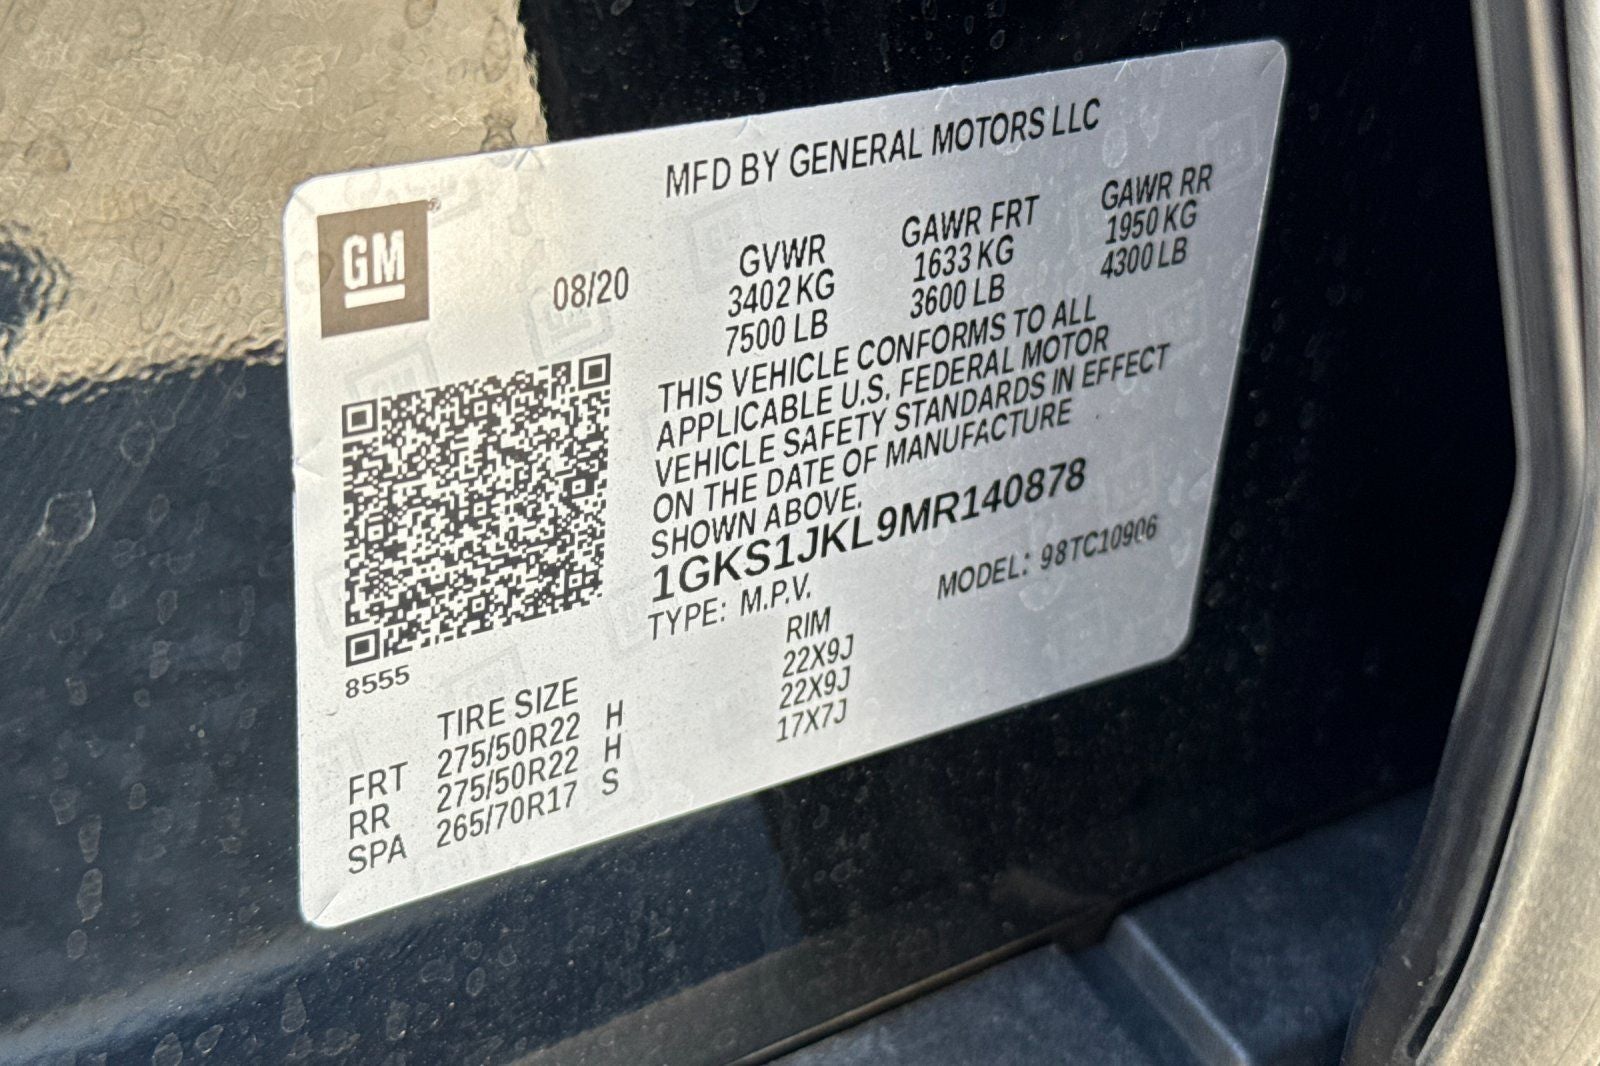 MFD BY GENERAL MOTORS LLC
GM®
08/20
GVWR
3402 KG
7500 LB
GAWR FRT
1633 KG
3600 LB
GAWR RR
1950 KG
4300 LB
THIS VEHICLE CONFORMS TO ALL
APPLICABLE U.S. FEDERAL MOTOR
VEHICLE SAFETY STANDARDS IN EFFECT
ON THE DATE OF MANUFACTURE
SHOWN ABOVE.
1GKS1JKL9MR140878
TYPE: M.P.V. MODEL: 98TC10906
8555
TIRE SIZE RIM
FRT 275/50R22 H 22X9J
RR 275/50R22 H 22X9J
SPA 265/70R17 S 17X7J